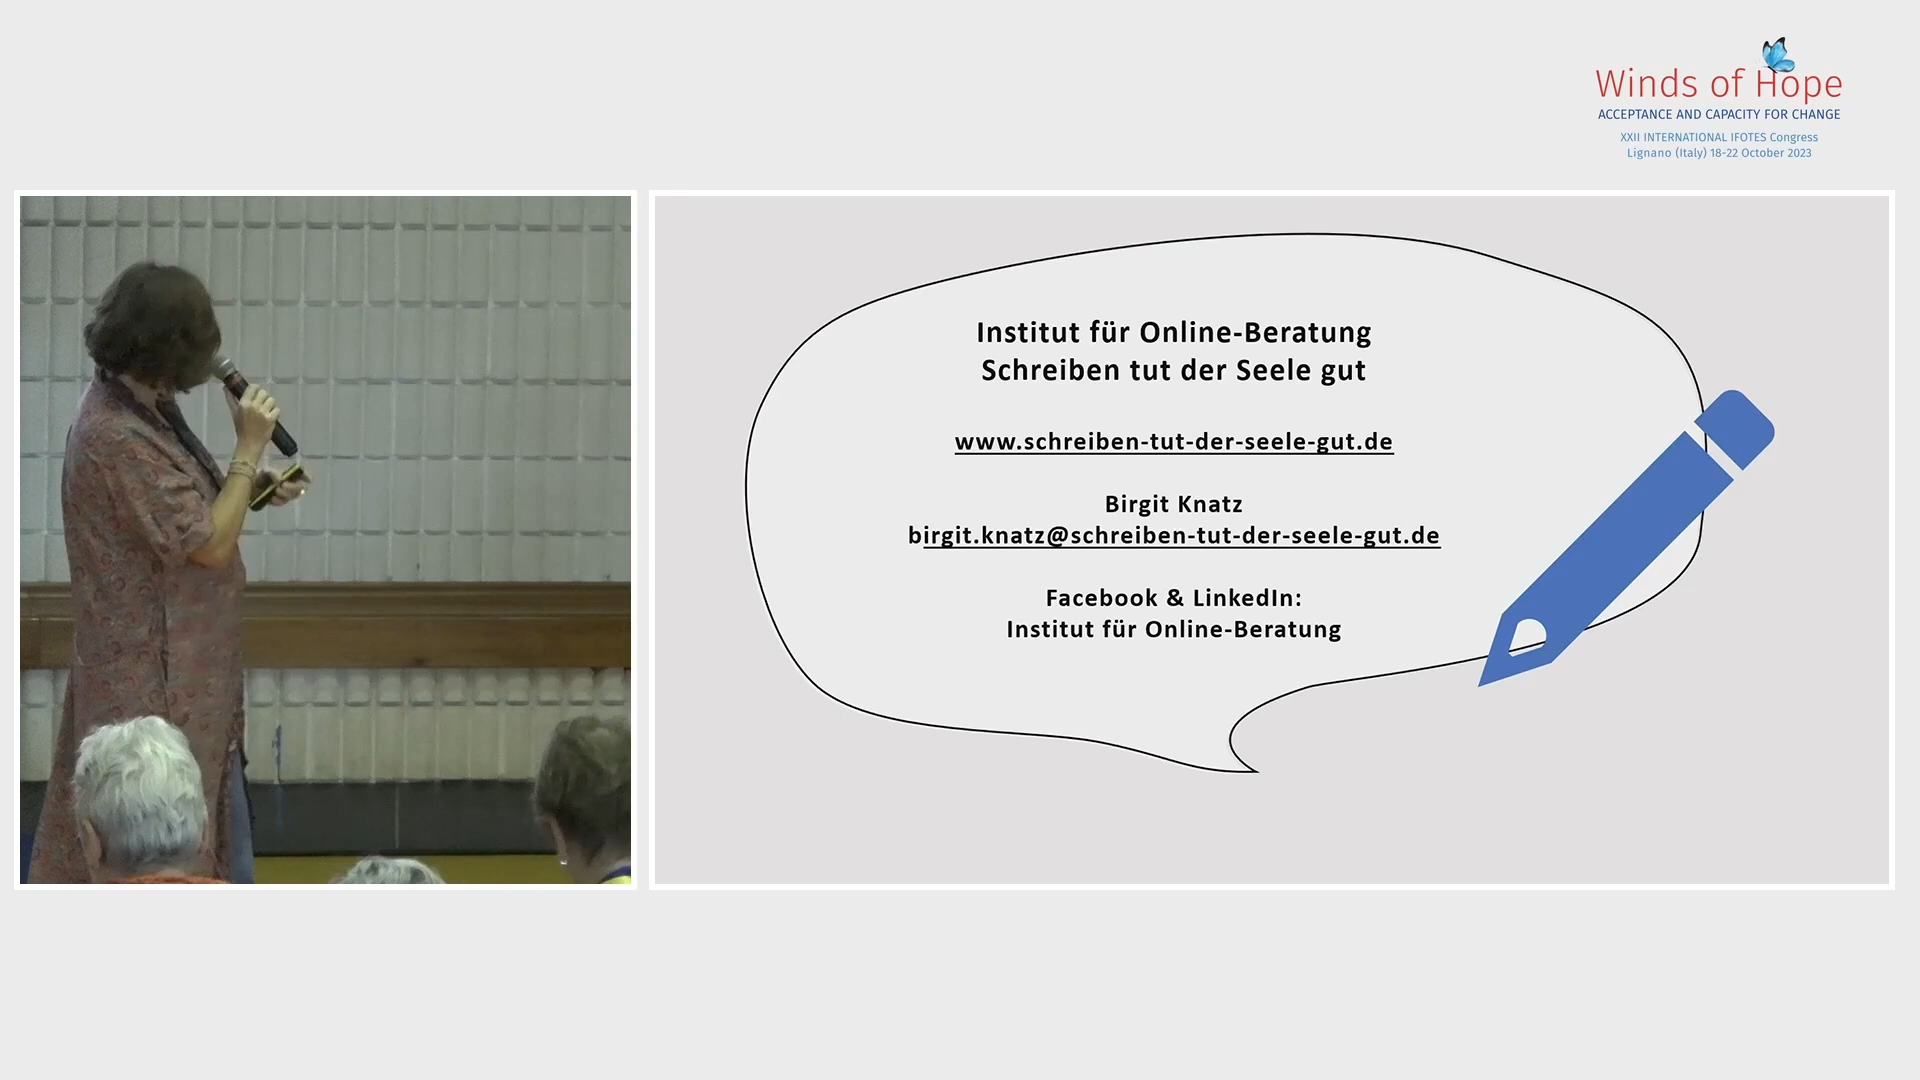 Winds of Hope
ACCEPTANCE AND CAPACITY FOR CHANGE
XXII INTERNATIONAL IFOTES Congress
Lignano (Italy) 18-22 October 2023
Institut für Online-Beratung
Schreiben tut der Seele gut
www.schreiben-tut-der-seele-gut.de
Birgit Knatz
birgit.knatz@schreiben-tut-der-seele-gut.de
Facebook & LinkedIn:
Institut für Online-Beratung